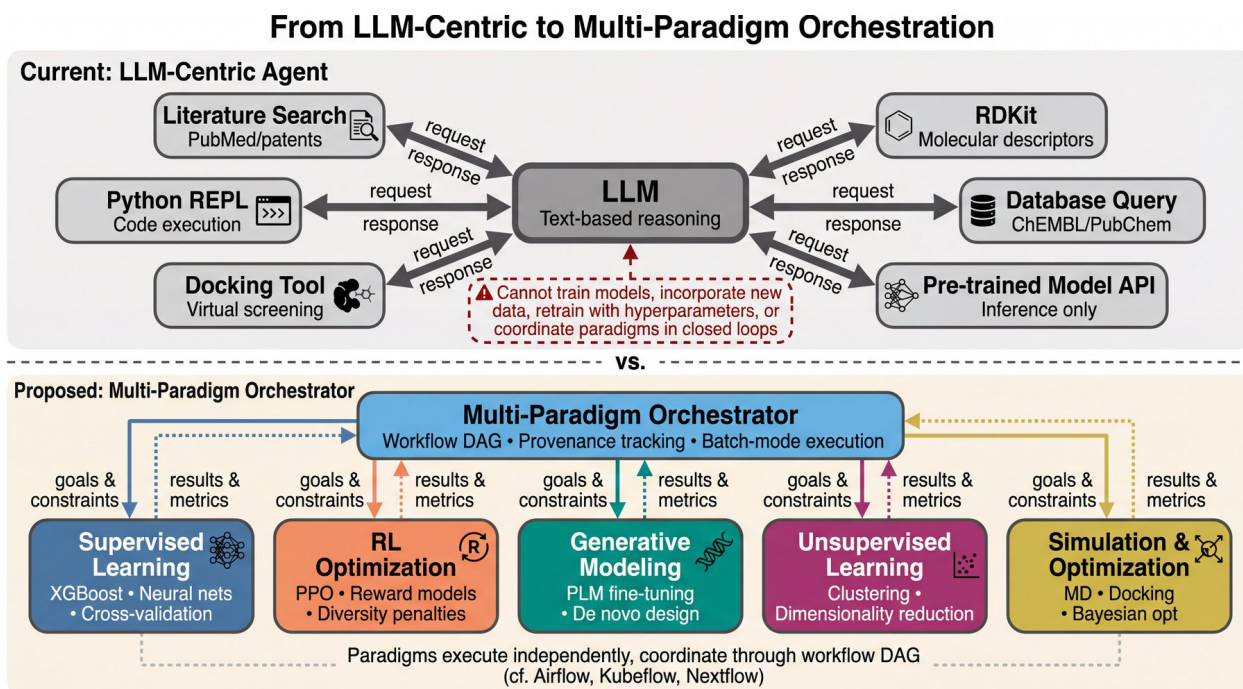 From LLM-Centric to Multi-Paradigm Orchestration
Current: LLM-Centric Agent
Literature Search
PubMed/patents
request
response
Python REPL
Code execution
>>>
request
response
Docking Tool
Virtual screening
request
response
LLM
Text-based reasoning
request
response
RDKit
Molecular descriptors
request
response
Database Query
ChEMBL/PubChem
request
response
Pre-trained Model API
Inference only
Cannot train models, incorporate new
data, retrain with hyperparameters, or
coordinate paradigms in closed loops
vs.
Proposed: Multi-Paradigm Orchestrator
Multi-Paradigm Orchestrator
Workflow DAG • Provenance tracking • Batch-mode execution
goals &
constraints
results &
metrics
goals &
constraints
results &
metrics
goals &
constraints
results &
metrics
goals &
constraints
results &
metrics
goals &
constraints
results &
metrics
Supervised
Learning
XGBoost • Neural nets
• Cross-validation
RL
Optimization
R
PPO • Reward models
• Diversity penalties
Generative
Modeling
PLM fine-tuning
• De novo design
Unsupervised
Learning
Clustering •
Dimensionality reduction
Simulation &
Optimization
MD • Docking
• Bayesian opt
Paradigms execute independently, coordinate through workflow DAG
(cf. Airflow, Kubeflow, Nextflow)